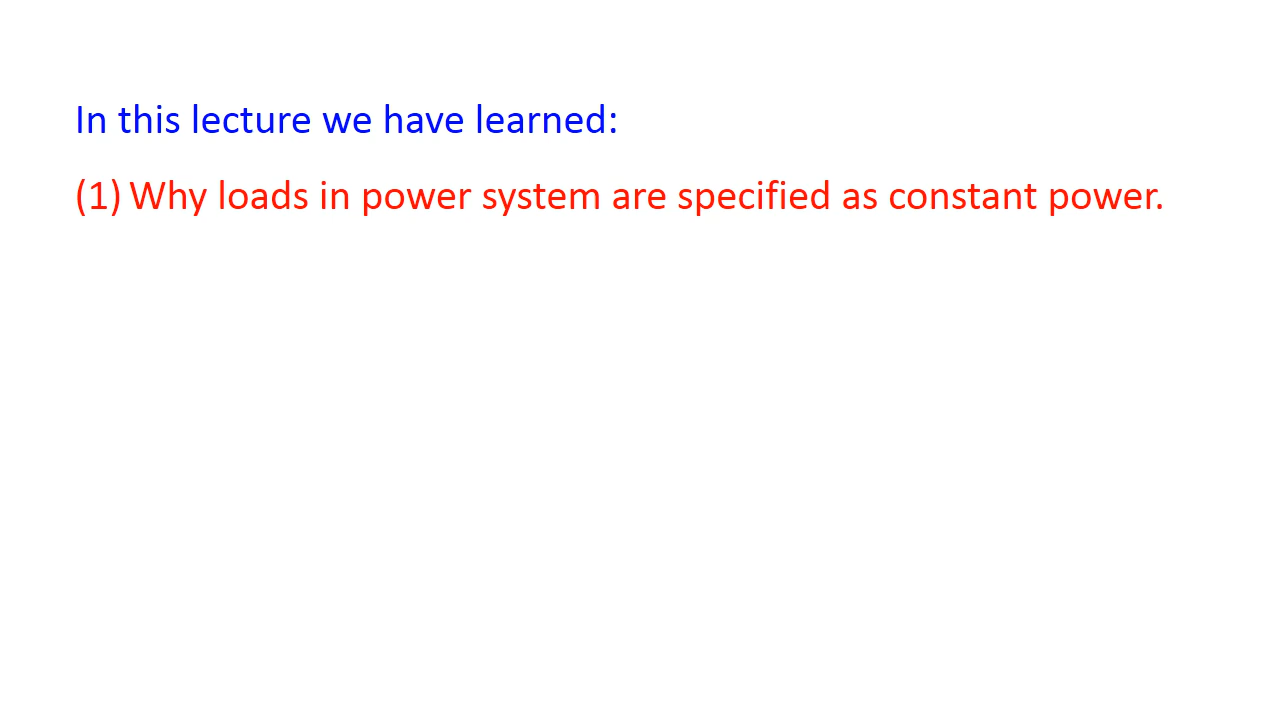 In this lecture we have learned:
(1) Why loads in power system are specified as constant power.